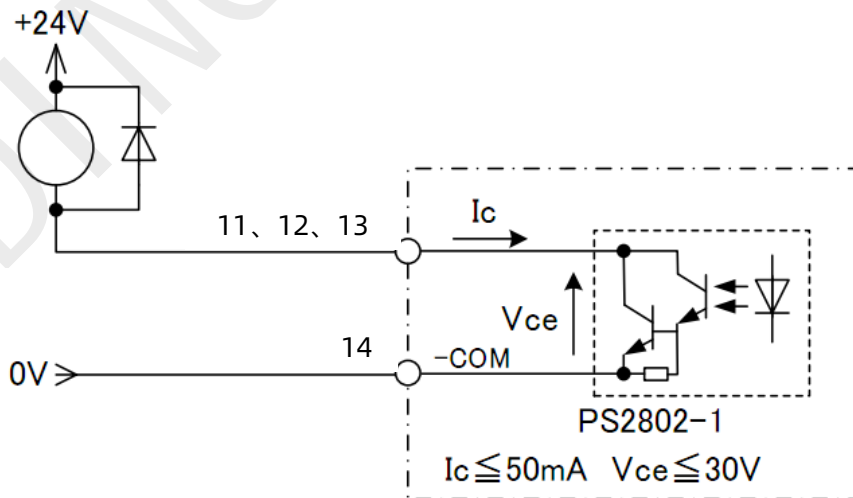 +24V
11、12、13
Ic
Vce
14
-COM
0V
PS2802-1
Ic≦50mA Vce≦30V